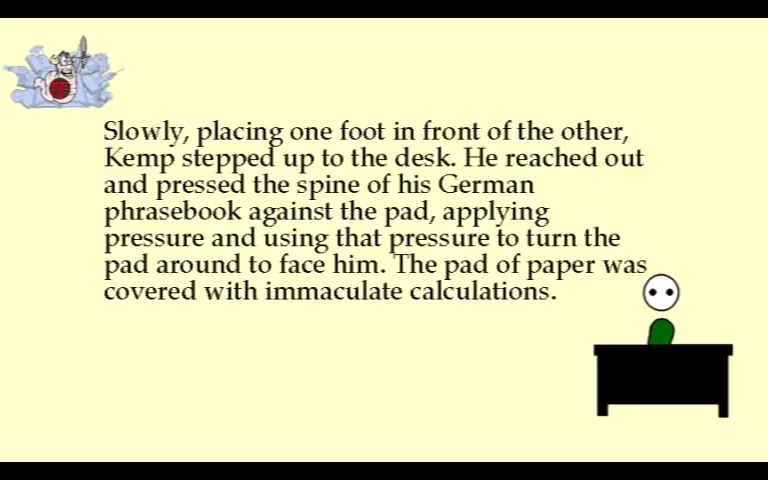 Slowly, placing one foot in front of the other,
Kemp stepped up to the desk. He reached out
and pressed the spine of his German
phrasebook against the pad, applying
pressure and using that pressure to turn the
pad around to face him. The pad of paper was
covered with immaculate calculations.